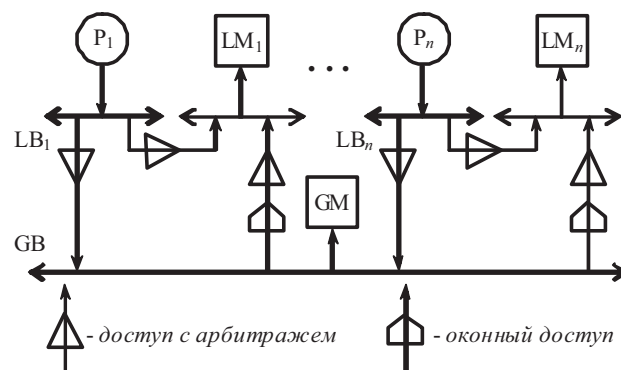 P1 LM1 ... Pn LMn
LB1 LBn
GM
GB
- доступ с арбитражем - оконный доступ